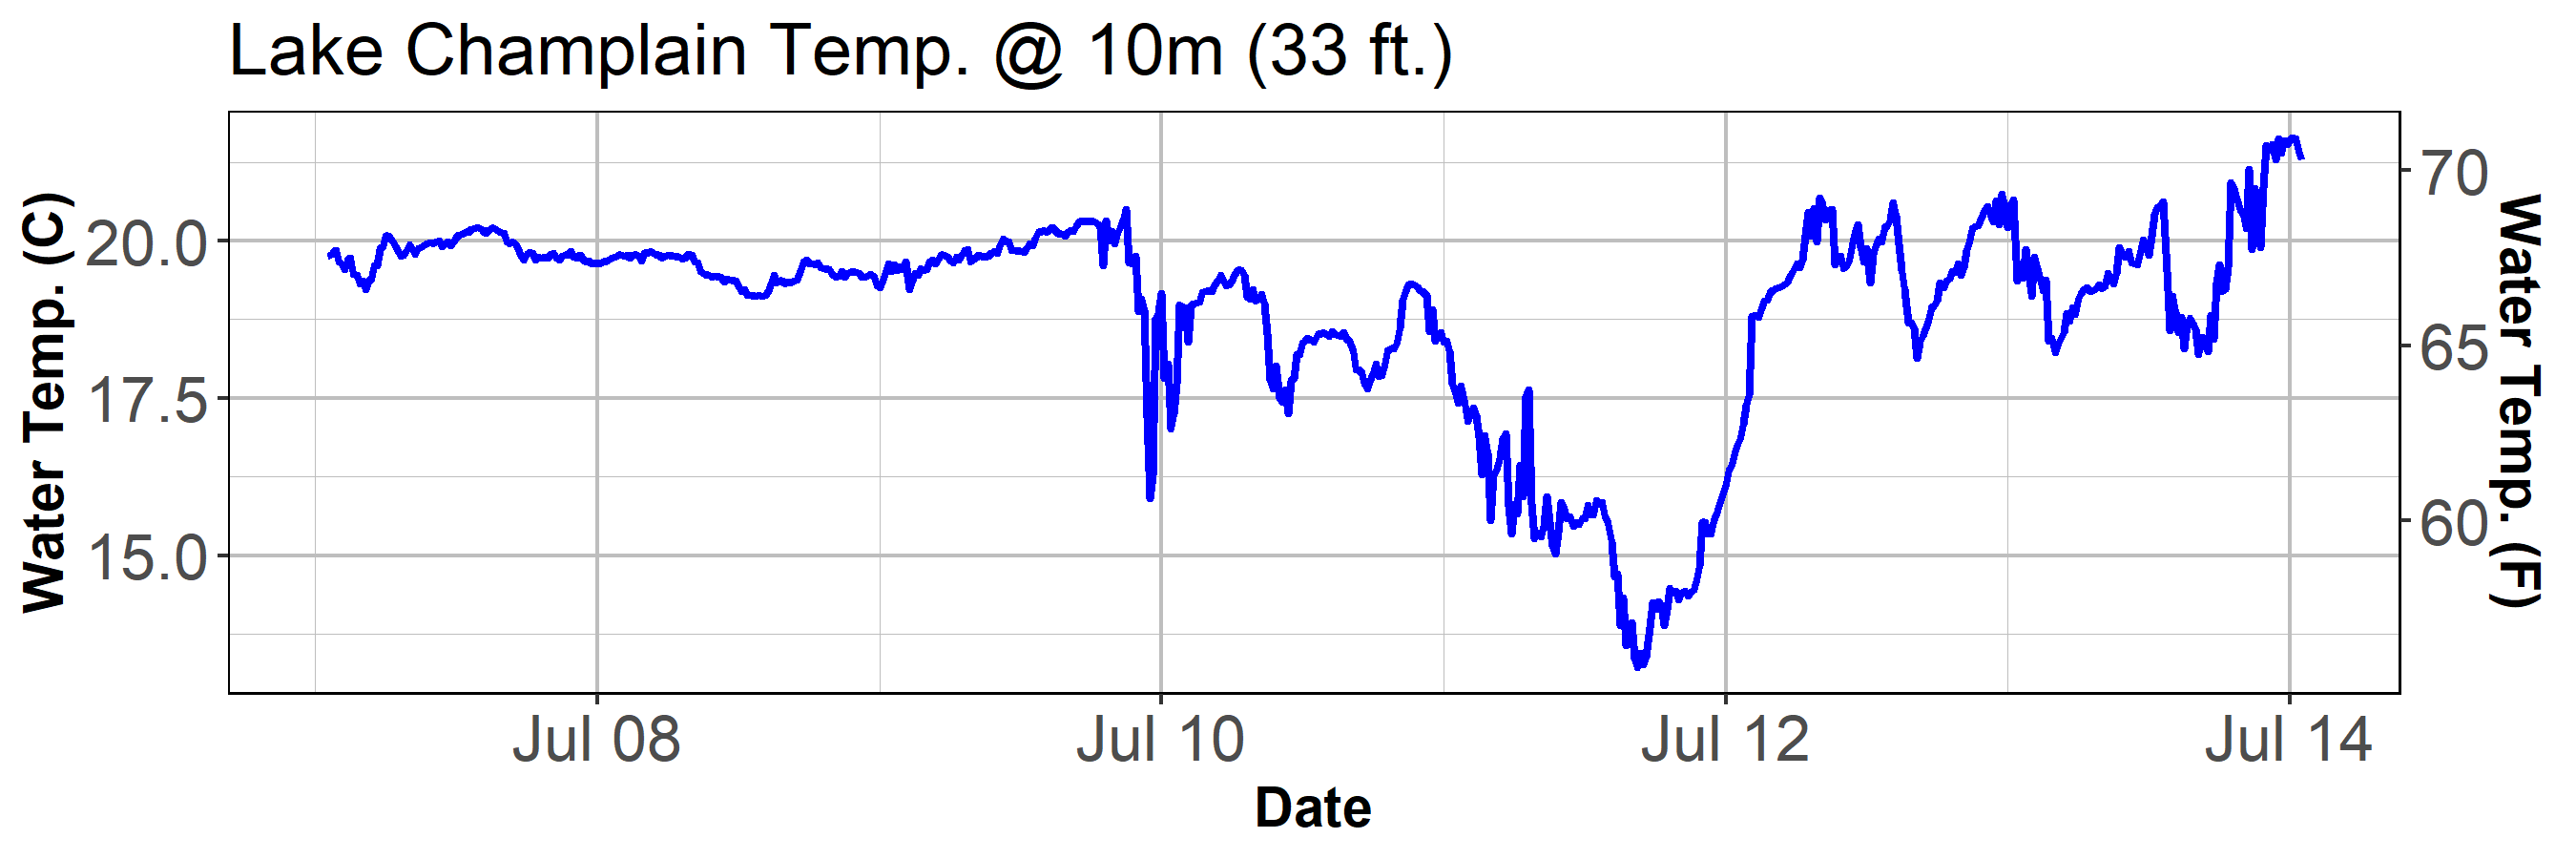 Lake Champlain Temp. @ 10m (33 ft.)
Water Temp. (C)
20.0
17.5
15.0
70
65
60
Water Temp. (F)
Jul 08
Jul 10
Jul 12
Jul 14
Date